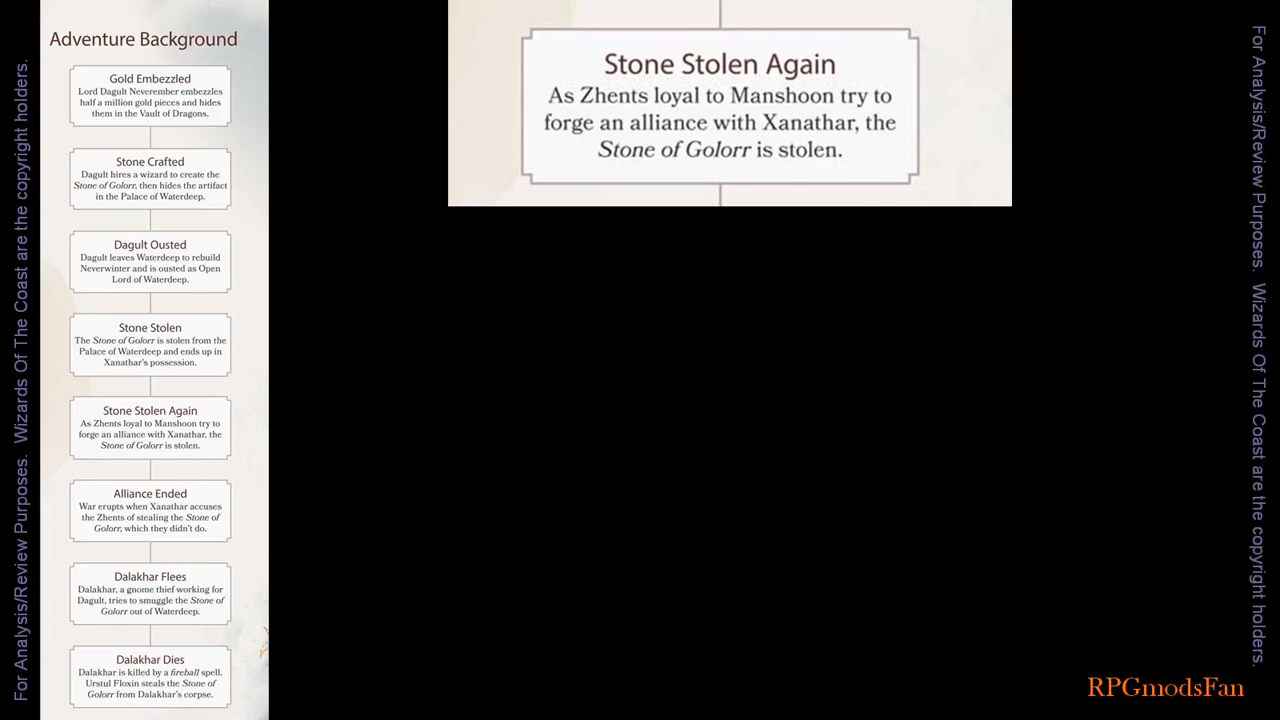 For Analysis/Review Purposes.  Wizards Of The Coast are the copyright holders.
Adventure Background
Gold Embezzled
Lord Dagult Neverember embezzles
half a million gold pieces and hides
them in the Vault of Dragons.
Stone Crafted
Dagult hires a wizard to create the
Stone of Golorr, then hides the artifact
in the Palace of Waterdeep.
Dagult Ousted
Dagult leaves Waterdeep to rebuild
Neverwinter and is ousted as Open
Lord of Waterdeep.
Stone Stolen
The Stone of Golorr is stolen from the
Palace of Waterdeep and ends up in
Xanathar's possession.
Stone Stolen Again
As Zhents loyal to Manshoon try to
forge an alliance with Xanathar, the
Stone of Golorr is stolen.
Alliance Ended
War erupts when Xanathar accuses
the Zhents of stealing the Stone of
Golorr, which they didn't do.
Dalakhar Flees
Dalakhar, a gnome thief working for
Dagult, tries to smuggle the Stone of
Golorr out of Waterdeep.
Dalakhar Dies
Dalakhar is killed by a fireball spell.
Urstul Floxin steals the Stone of
Golorr from Dalakhar's corpse.
Stone Stolen Again
As Zhents loyal to Manshoon try to
forge an alliance with Xanathar, the
Stone of Golorr is stolen.
For Analysis/Review Purposes.  Wizards Of The Coast are the copyright holders.
RPGmodsFan